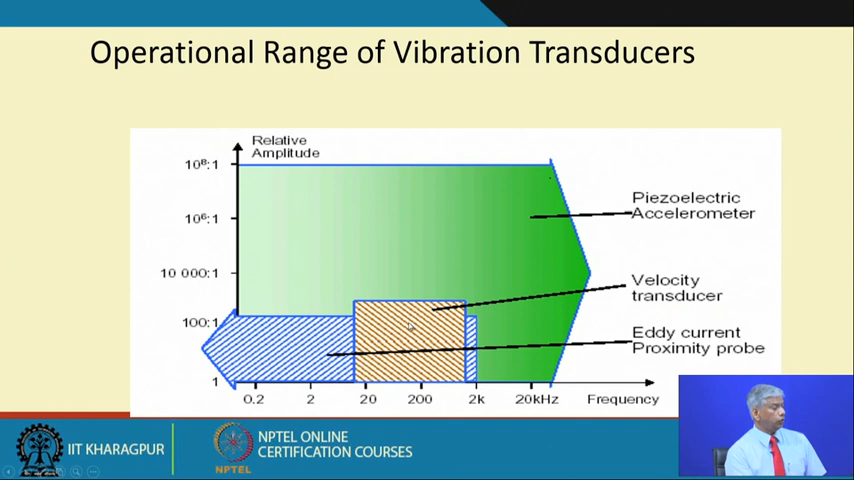 Operational Range of Vibration Transducers
Relative
Amplitude
10⁸:1
10⁶:1
10 000:1
100:1
1
Piezoelectric
Accelerometer
Velocity
transducer
Eddy current
Proximity probe
0.2 2 20 200 2k 20kHz Frequency
IIT KHARAGPUR
NPTEL
NPTEL ONLINE
CERTIFICATION COURSES